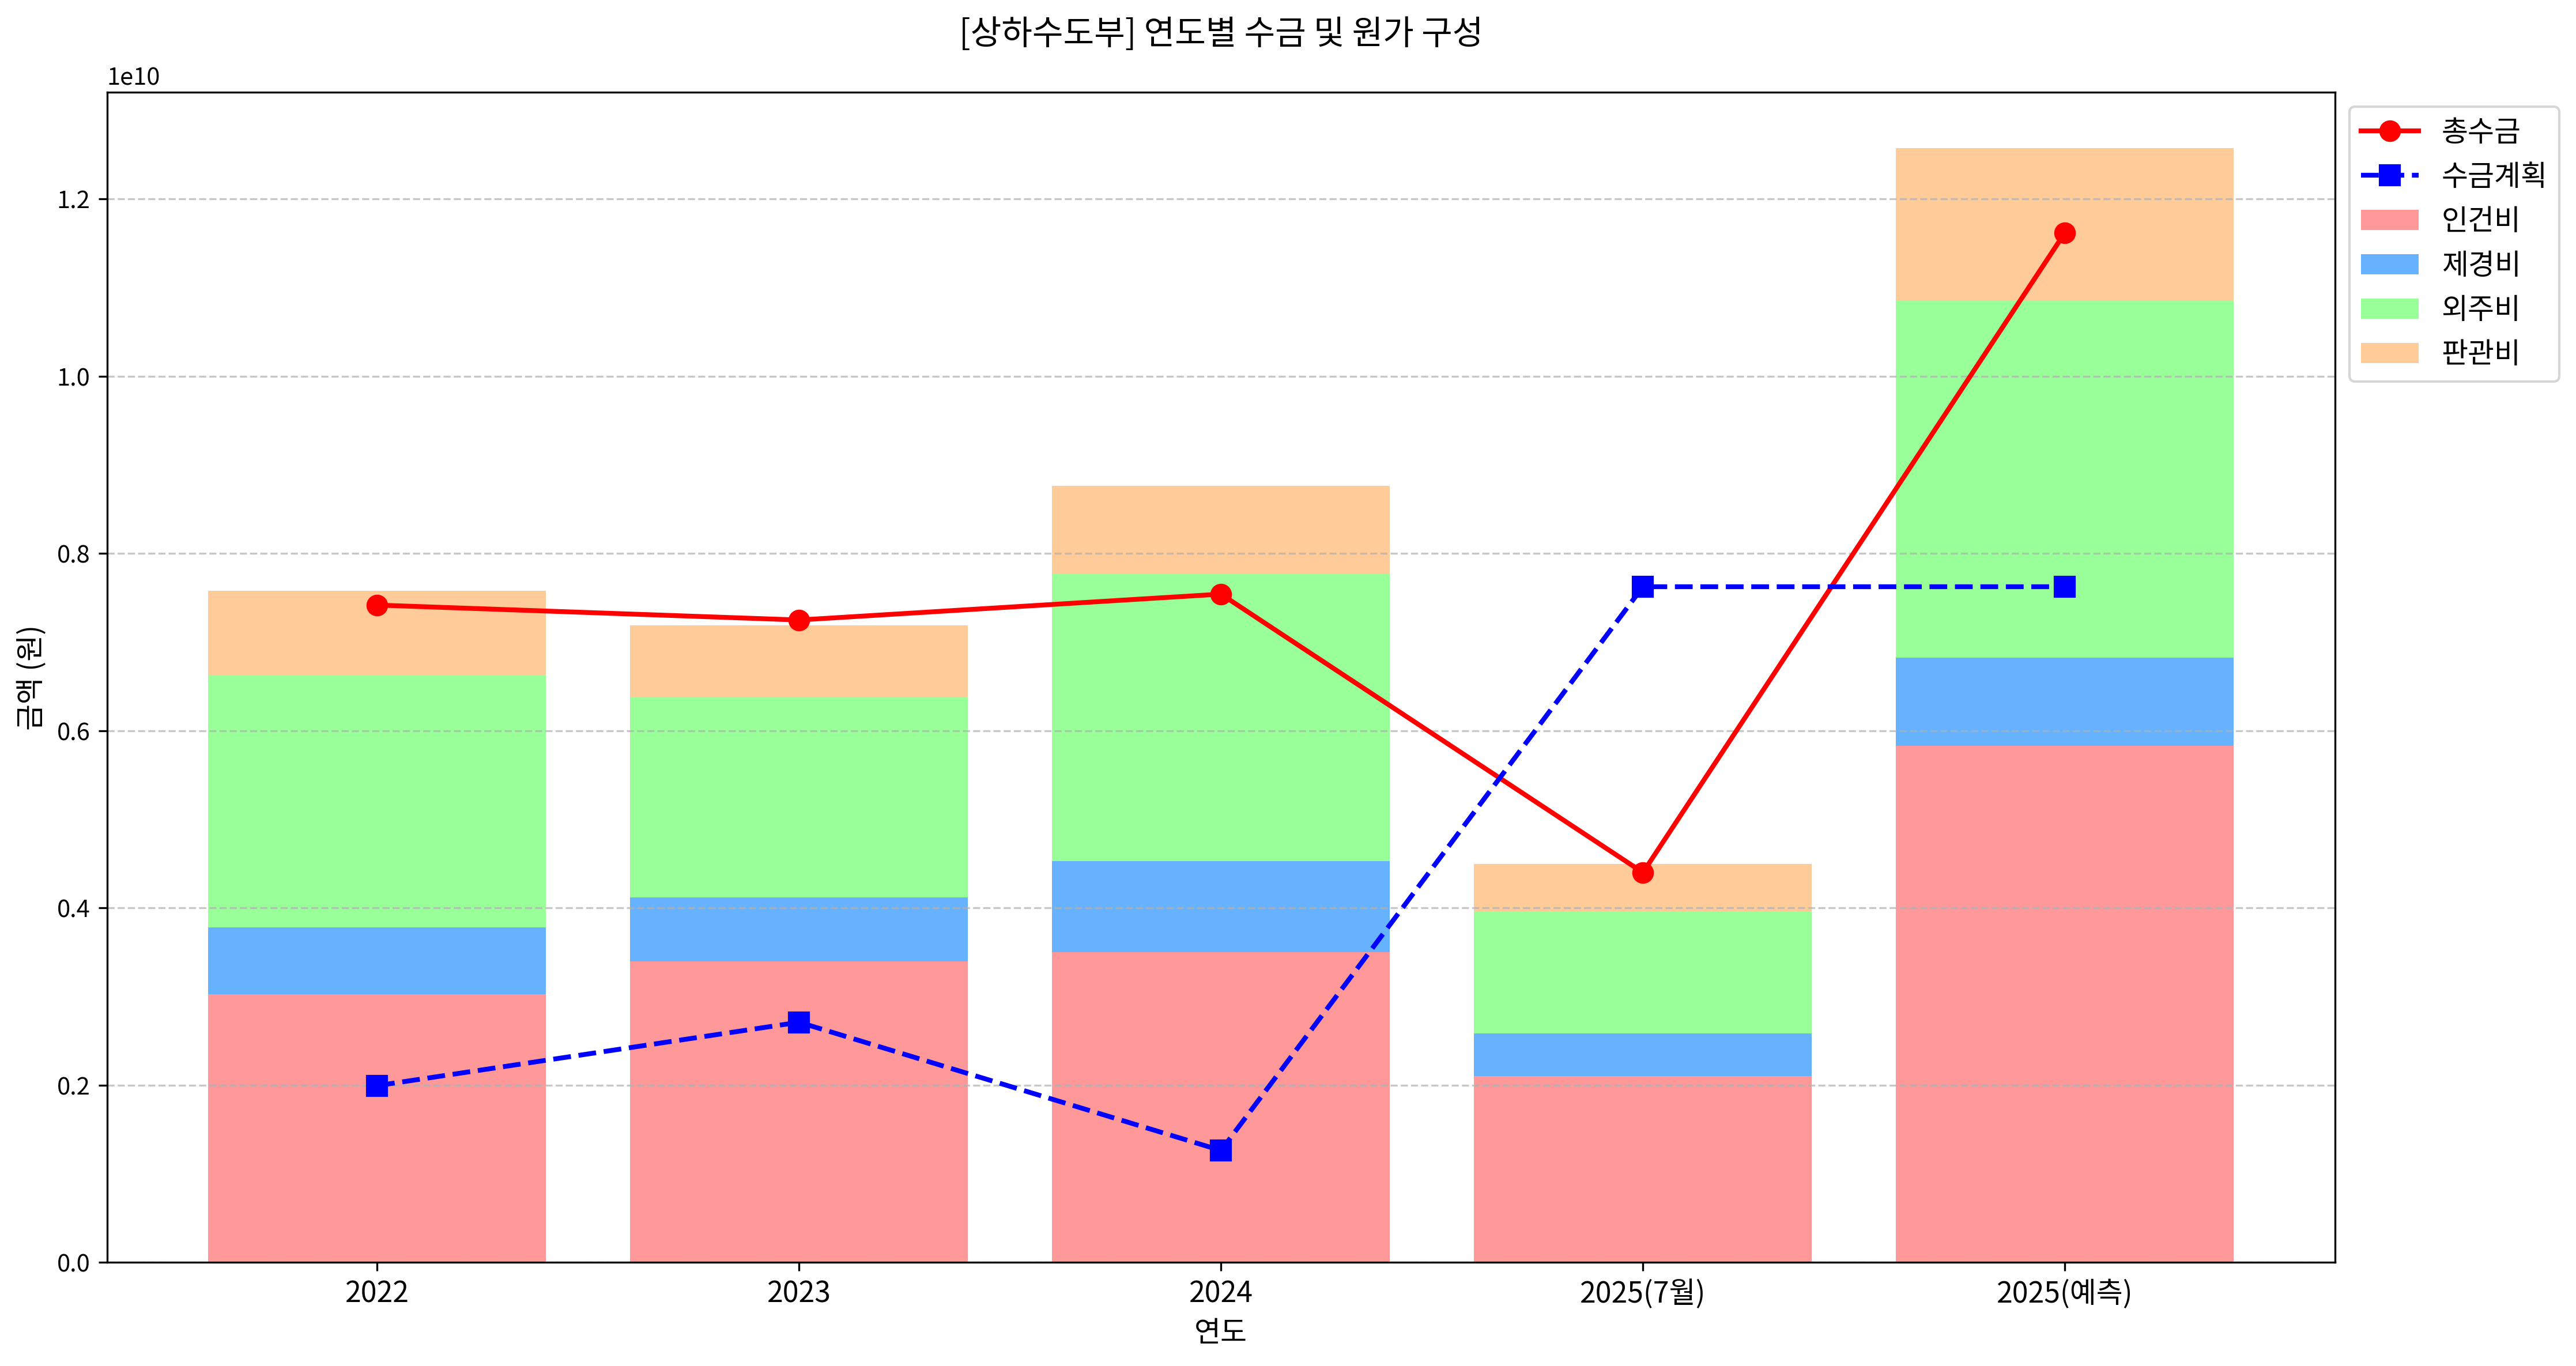 [상하수도부] 연도별 수금 및 원가 구성
1e10
1.2
1.0
0.8
0.6
0.4
0.2
0.0
금액 (원)
2022
2023
2024
2025(7월)
2025(예측)
연도
총수금
수금계획
인건비
제경비
외주비
판관비